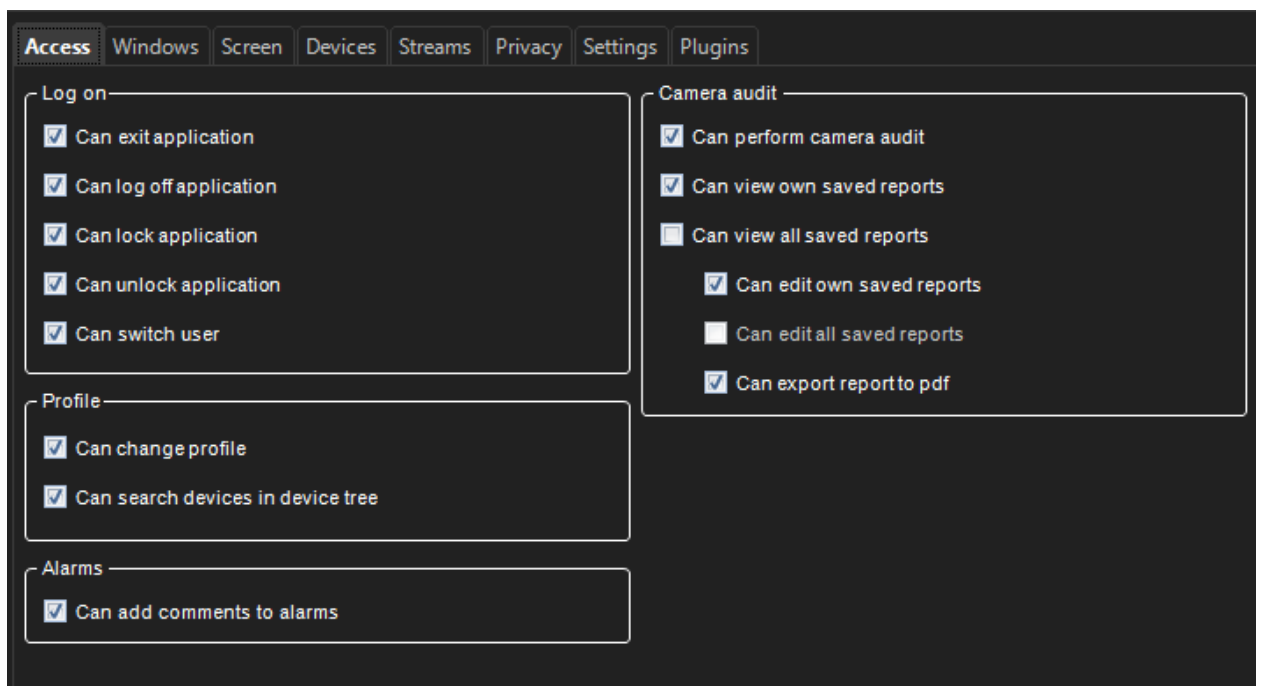 Access Windows Screen Devices Streams Privacy Settings Plugins
Log on
Can exit application
Can log off application
Can lock application
Can unlock application
Can switch user
Profile
Can change profile
Can search devices in device tree
Alarms
Can add comments to alarms
Camera audit
Can perform camera audit
Can view own saved reports
Can view all saved reports
Can edit own saved reports
Can edit all saved reports
Can export report to pdf